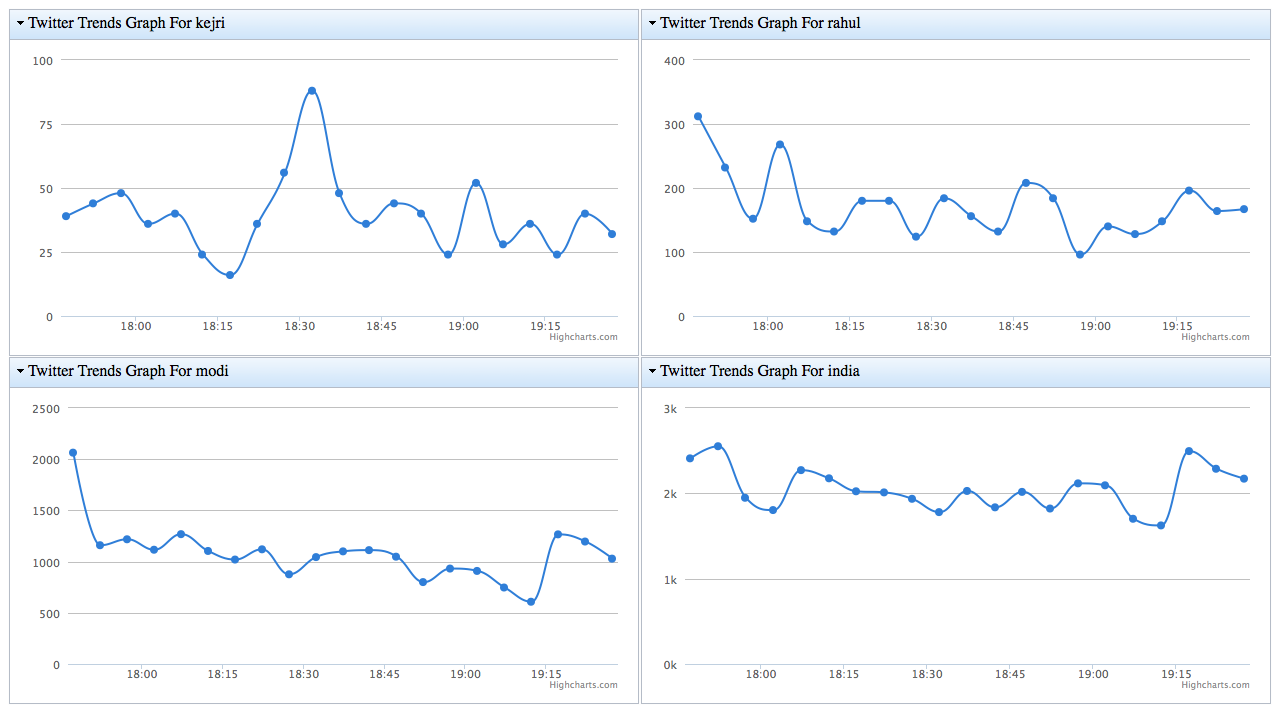 Twitter Trends Graph For kejri
100
75
50
25
0
18:00 18:15 18:30 18:45 19:00 19:15
Highcharts.com
Twitter Trends Graph For rahul
400
300
200
100
0
18:00 18:15 18:30 18:45 19:00 19:15
Highcharts.com
Twitter Trends Graph For modi
2500
2000
1500
1000
500
0
18:00 18:15 18:30 18:45 19:00 19:15
Highcharts.com
Twitter Trends Graph For india
3k
2k
1k
0k
18:00 18:15 18:30 18:45 19:00 19:15
Highcharts.com